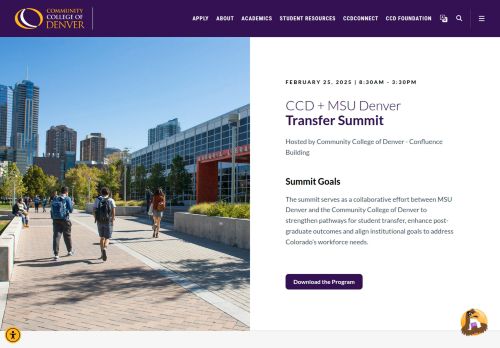 COMMUNITY
COLLEGE OF
DENVER
APPLY ABOUT ACADEMICS STUDENT RESOURCES CCDCONNECT CCD FOUNDATION
FEBRUARY 25, 2025 | 8:30AM - 3:30PM
CCD + MSU Denver
Transfer Summit
Hosted by Community College of Denver - Confluence
Building
Summit Goals
The summit serves as a collaborative effort between MSU
Denver and the Community College of Denver to
strengthen pathways for student transfer, enhance post-
graduate outcomes and align institutional goals to address
Colorado's workforce needs.
Download the Program